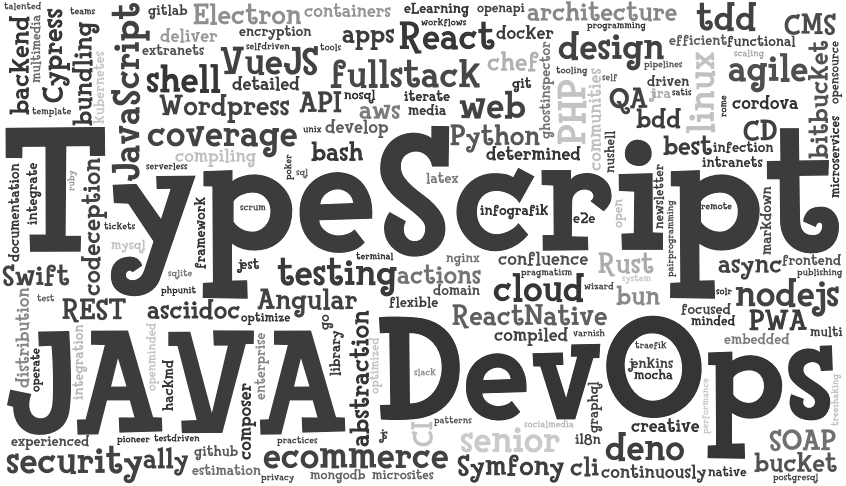 talented
teams
gitlab
Electron
containers
eLearning
openapi
architecture
tdd
CMS
backend
multimedia
Cypress
Kubernetes
bundling
JavaScript
deliver
encryption
workflows
programming
extranets
selfdriven
tools
apps
React
docker
design
efficient
functional
scaling
bitbucket
opensource
VueJS
fullstack
chef
tooling
self
pipelines
agile
shell
detailed
git
ghostinspector
PHP
communities
driven
linux
template
Wordpress
API
nosql
iterate
web
QA
jra
satis
rome
cordova
aws
media
bdd
CD
coverage
unix
develop
Python
nushell
best
infection
microservices
compiling
bash
determined
intranets
TypeScript
serverless
poker
sql
latex
documentation
integrate
ruby
codeception
framework
scrum
infografik
e2e
open
newsletter
pairprogramming
remote
markdown
tickets
mysql
jest
terminal
nginx
confluence
Rust
async
frontend
publishing
Swift
sqlite
testing
actions
pragmatism
system
phpunit
domain
cloud
wizard
bun
solr
nodejs
distribution
test
REST
asciidoc
Angular
flexible
optimize
go
ReactNative
focused
minded
PWA
multi
compiled
varnish
embedded
JAVA
DevOps
operate
integration
openminded
hackmd
enterprise
library
abstraction
optimized
slack
traefik
jenkins
mocha
performance
treeshaking
composer
graphql
experienced
pioneer
testdriven
practices
git
CI
patterns
socialmedia
creative
senior
i18n
deno
SOAP
security
ally
github
ecommerce
estimation
privacy
mongodb
microsites
Symfony
cli
continuously
native
bucket
postgresql